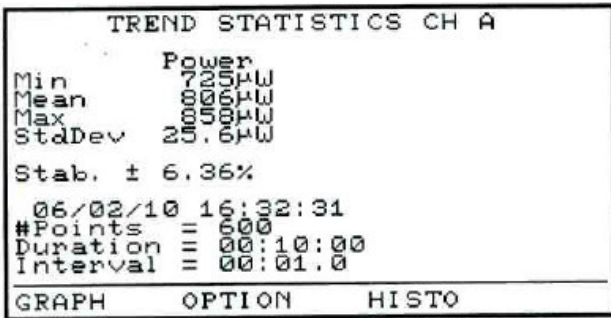 TREND STATISTICS CH A
Power
Min 725µW
Mean 806µW
Max 858µW
StdDev 25.6µW
Stab. ± 6.36%
06/02/10 16:32:31
#Points = 600
Duration = 00:10:00
Interval = 00:01.0
GRAPH OPTION HISTO